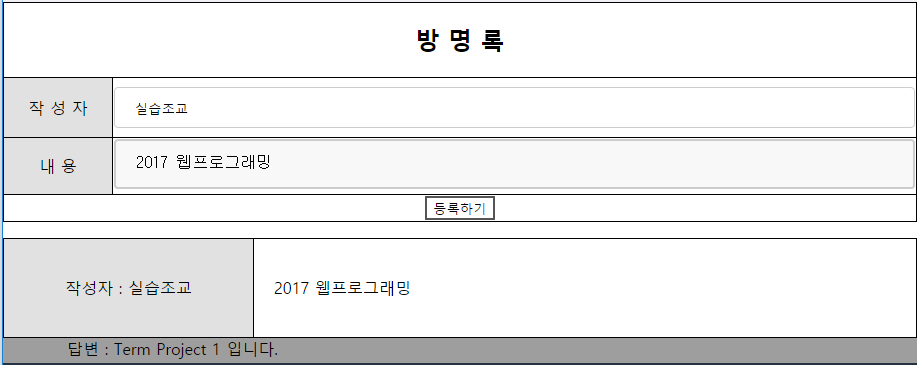 방 명 록
작 성 자
실습조교
내 용
2017 웹프로그래밍
등록하기
작성자 : 실습조교
2017 웹프로그래밍
답변 : Term Project 1 입니다.